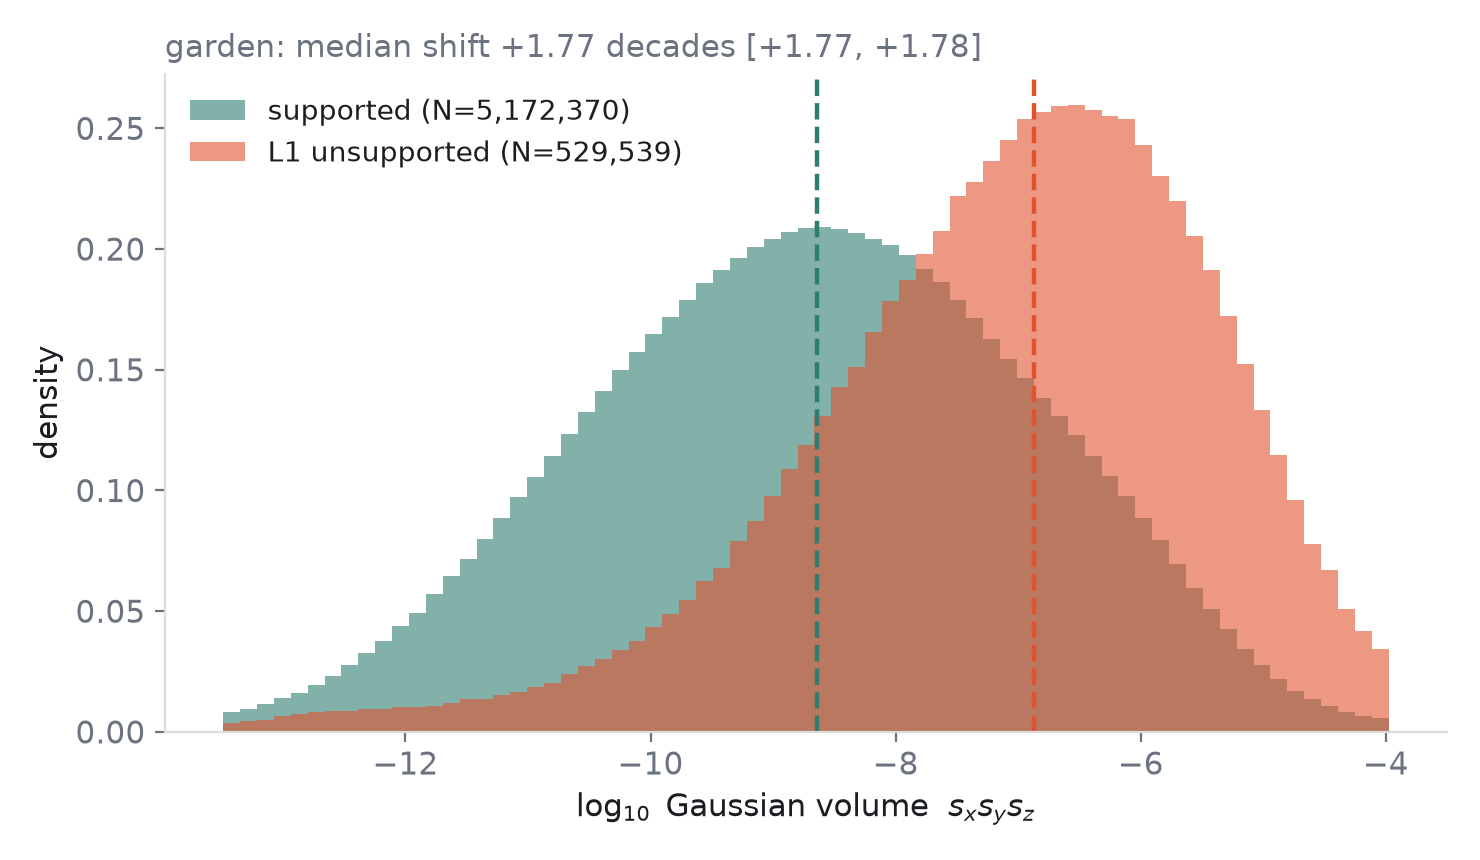 garden: median shift +1.77 decades [+1.77, +1.78]
supported (N=5,172,370)
L1 unsupported (N=529,539)
density
0.25
0.20
0.15
0.10
0.05
0.00
−12
−10
−8
−6
−4
log₁₀ Gaussian volume sₓs_ys_z